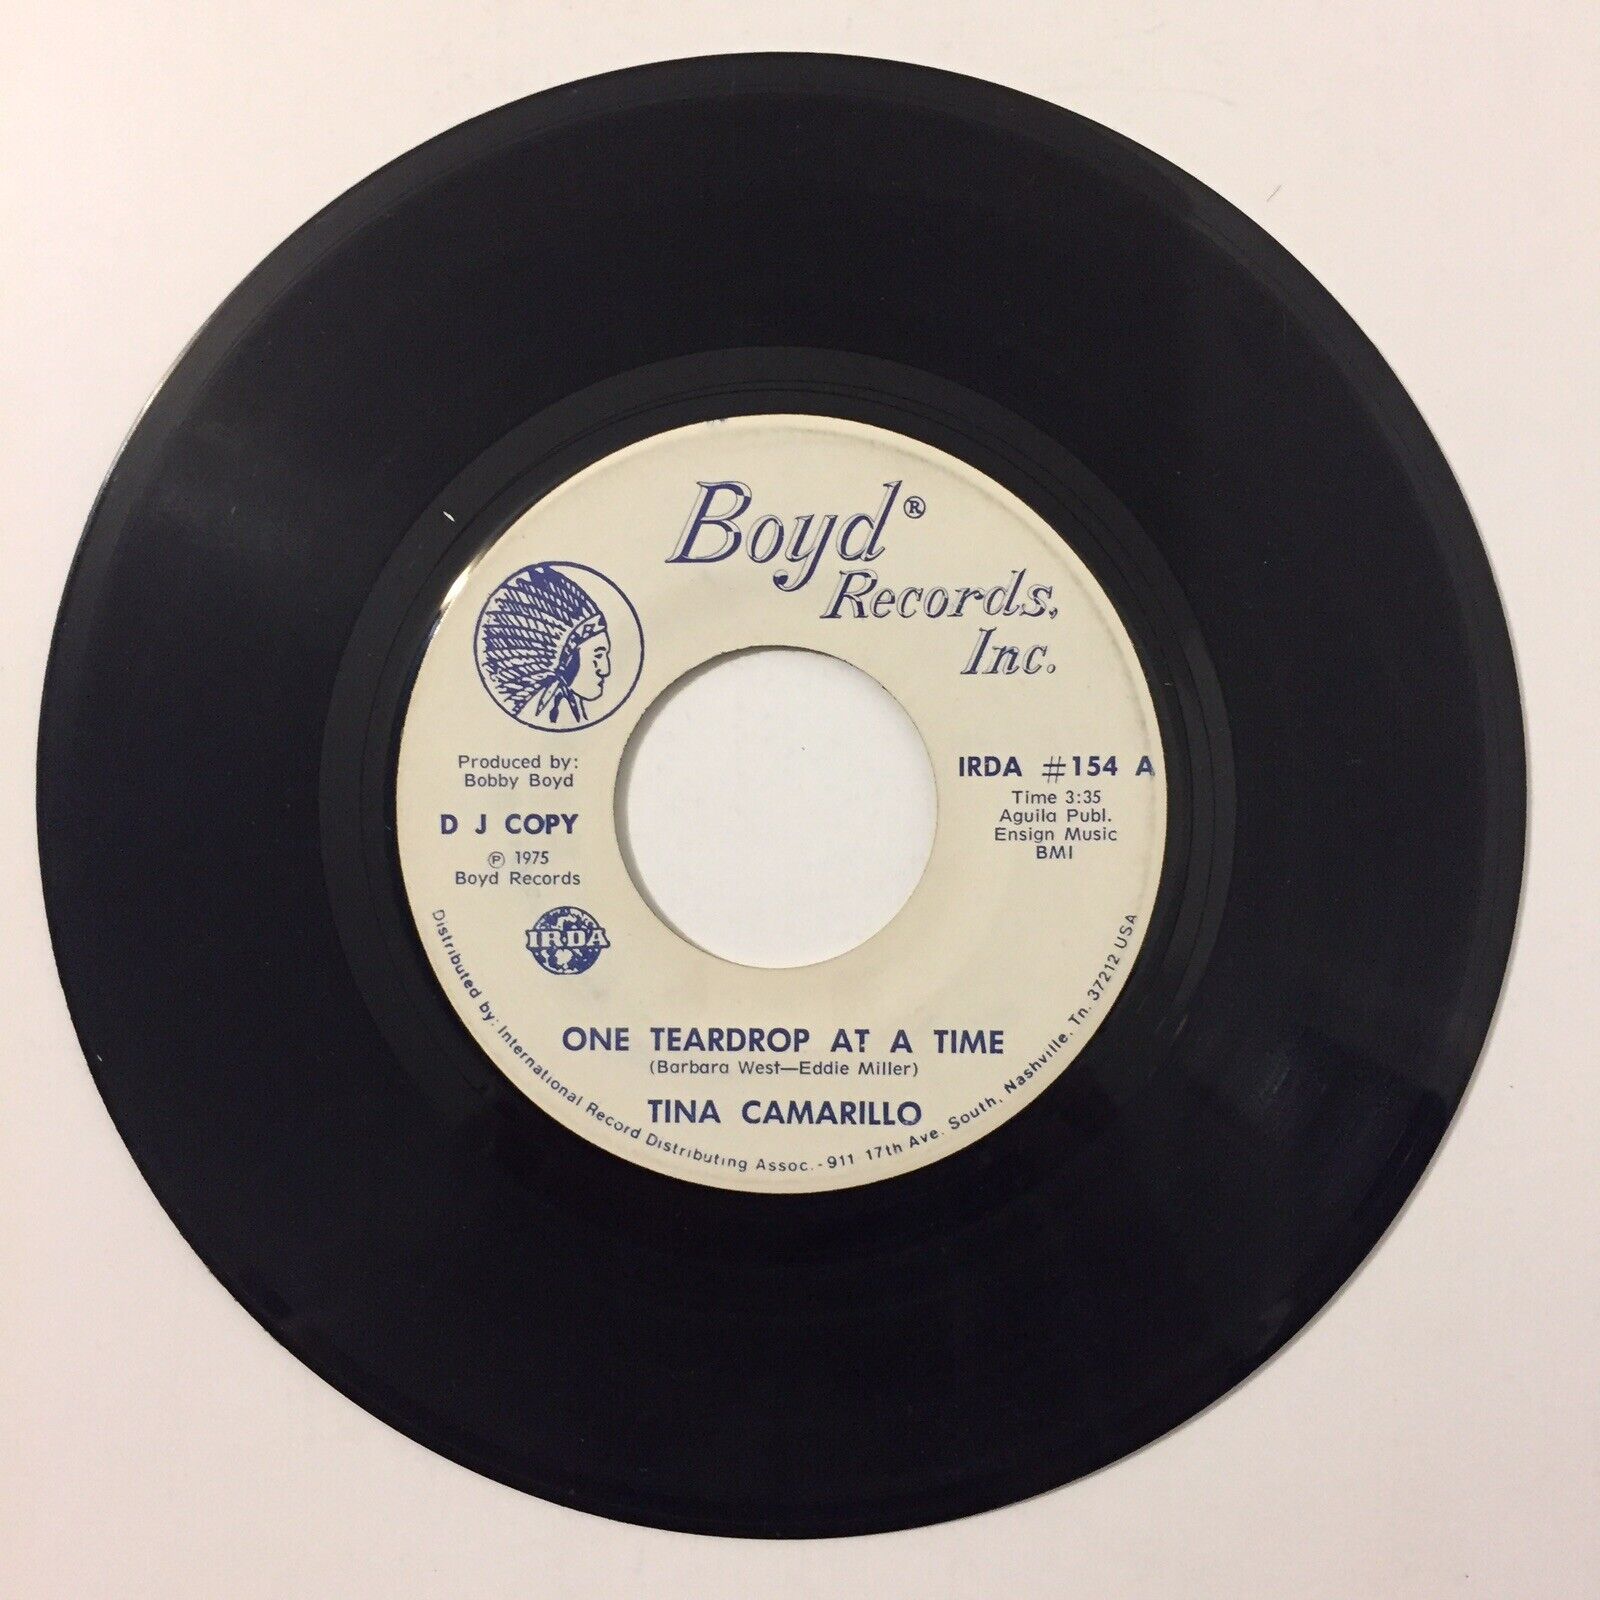 Boyd®
Records,
Inc.
Produced by:
Bobby Boyd
D J COPY
℗ 1975
Boyd Records
IRDA
IRDA #154 A
Time 3:35
Aguila Publ.
Ensign Music
BMI
ONE TEARDROP AT A TIME
(Barbara West—Eddie Miller)
TINA CAMARILLO
Distributed by: International Record Distributing Assoc. - 911 17th Ave. South, Nashville, Tn. 37212 USA